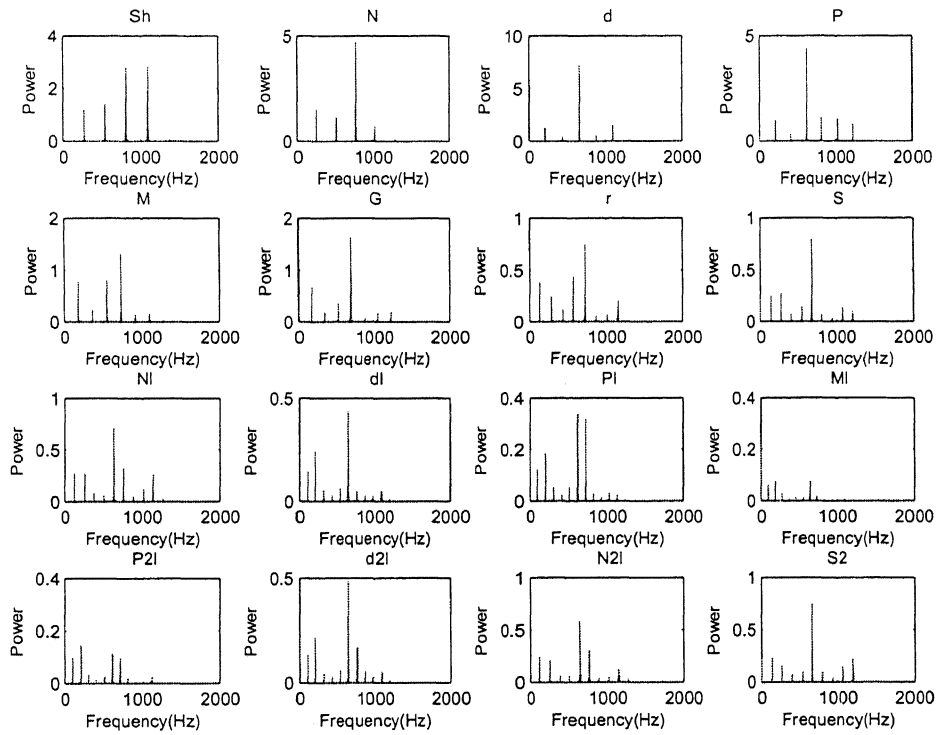 Sh N d P
4 5 10 5
Power Power Power Power
2 5
0 0 0 0
0 1000 2000 0 1000 2000 0 1000 2000 0 1000 2000
Frequency(Hz) Frequency(Hz) Frequency(Hz) Frequency(Hz)
M G r S
2 2 1 1
Power Power Power Power
1 1 0.5 0.5
0 0 0 0
0 1000 2000 0 1000 2000 0 1000 2000 0 1000 2000
Frequency(Hz) Frequency(Hz) Frequency(Hz) Frequency(Hz)
Nl dl Pl Ml
1 0.5 0.4 0.4
Power Power Power Power
0.5 0.2 0.2
0 0 0 0
0 1000 2000 0 1000 2000 0 1000 2000 0 1000 2000
Frequency(Hz) Frequency(Hz) Frequency(Hz) Frequency(Hz)
P2l d2l N2l S2
0.4 0.5 1 1
Power Power Power Power
0.2 0.5 0.5
0 0 0 0
0 1000 2000 0 1000 2000 0 1000 2000 0 1000 2000
Frequency(Hz) Frequency(Hz) Frequency(Hz) Frequency(Hz)